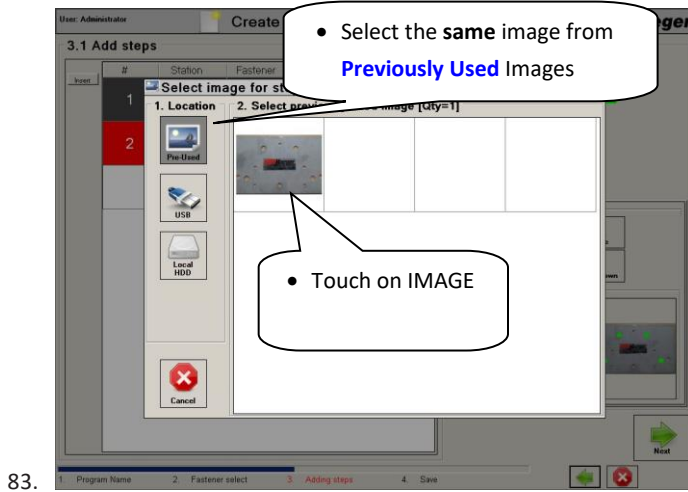 User: Administrator
Create
• Select the same image from
Previously Used Images
3.1 Add steps
# Station Fastener
Insert
Select image for st
1
1. Location
2. Select previ image [Qty=1]
2
Pre-Used
USB
• Touch on IMAGE
Local
HDD
Cancel
Next
1. Program Name 2. Fastener select 3 Adding steps 4. Save
83.